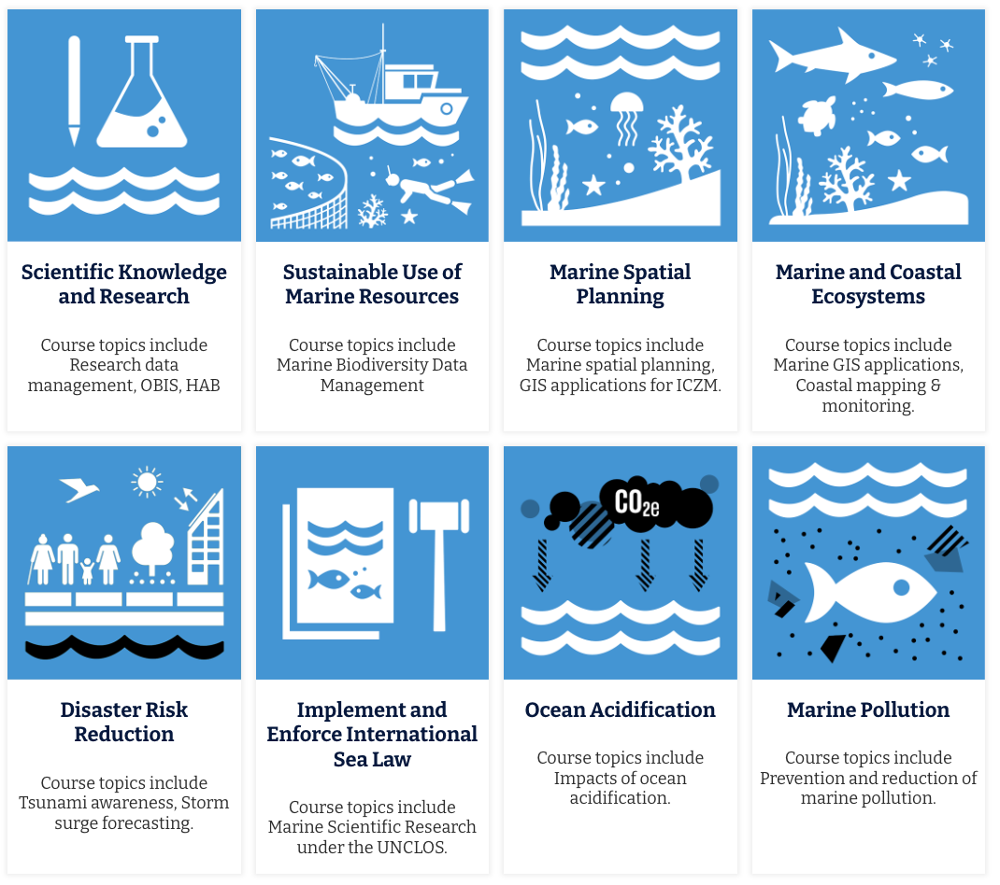 Scientific Knowledge
and Research
Course topics include
Research data
management, OBIS, HAB
Sustainable Use of
Marine Resources
Course topics include
Marine Biodiversity Data
Management
Marine Spatial
Planning
Course topics include
Marine spatial planning,
GIS applications for ICZM.
Marine and Coastal
Ecosystems
Course topics include
Marine GIS applications,
Coastal mapping &
monitoring.
Disaster Risk
Reduction
Course topics include
Tsunami awareness, Storm
surge forecasting.
Implement and
Enforce International
Sea Law
Course topics include
Marine Scientific Research
under the UNCLOS.
CO2e
Ocean Acidification
Course topics include
Impacts of ocean
acidification.
Marine Pollution
Course topics include
Prevention and reduction of
marine pollution.